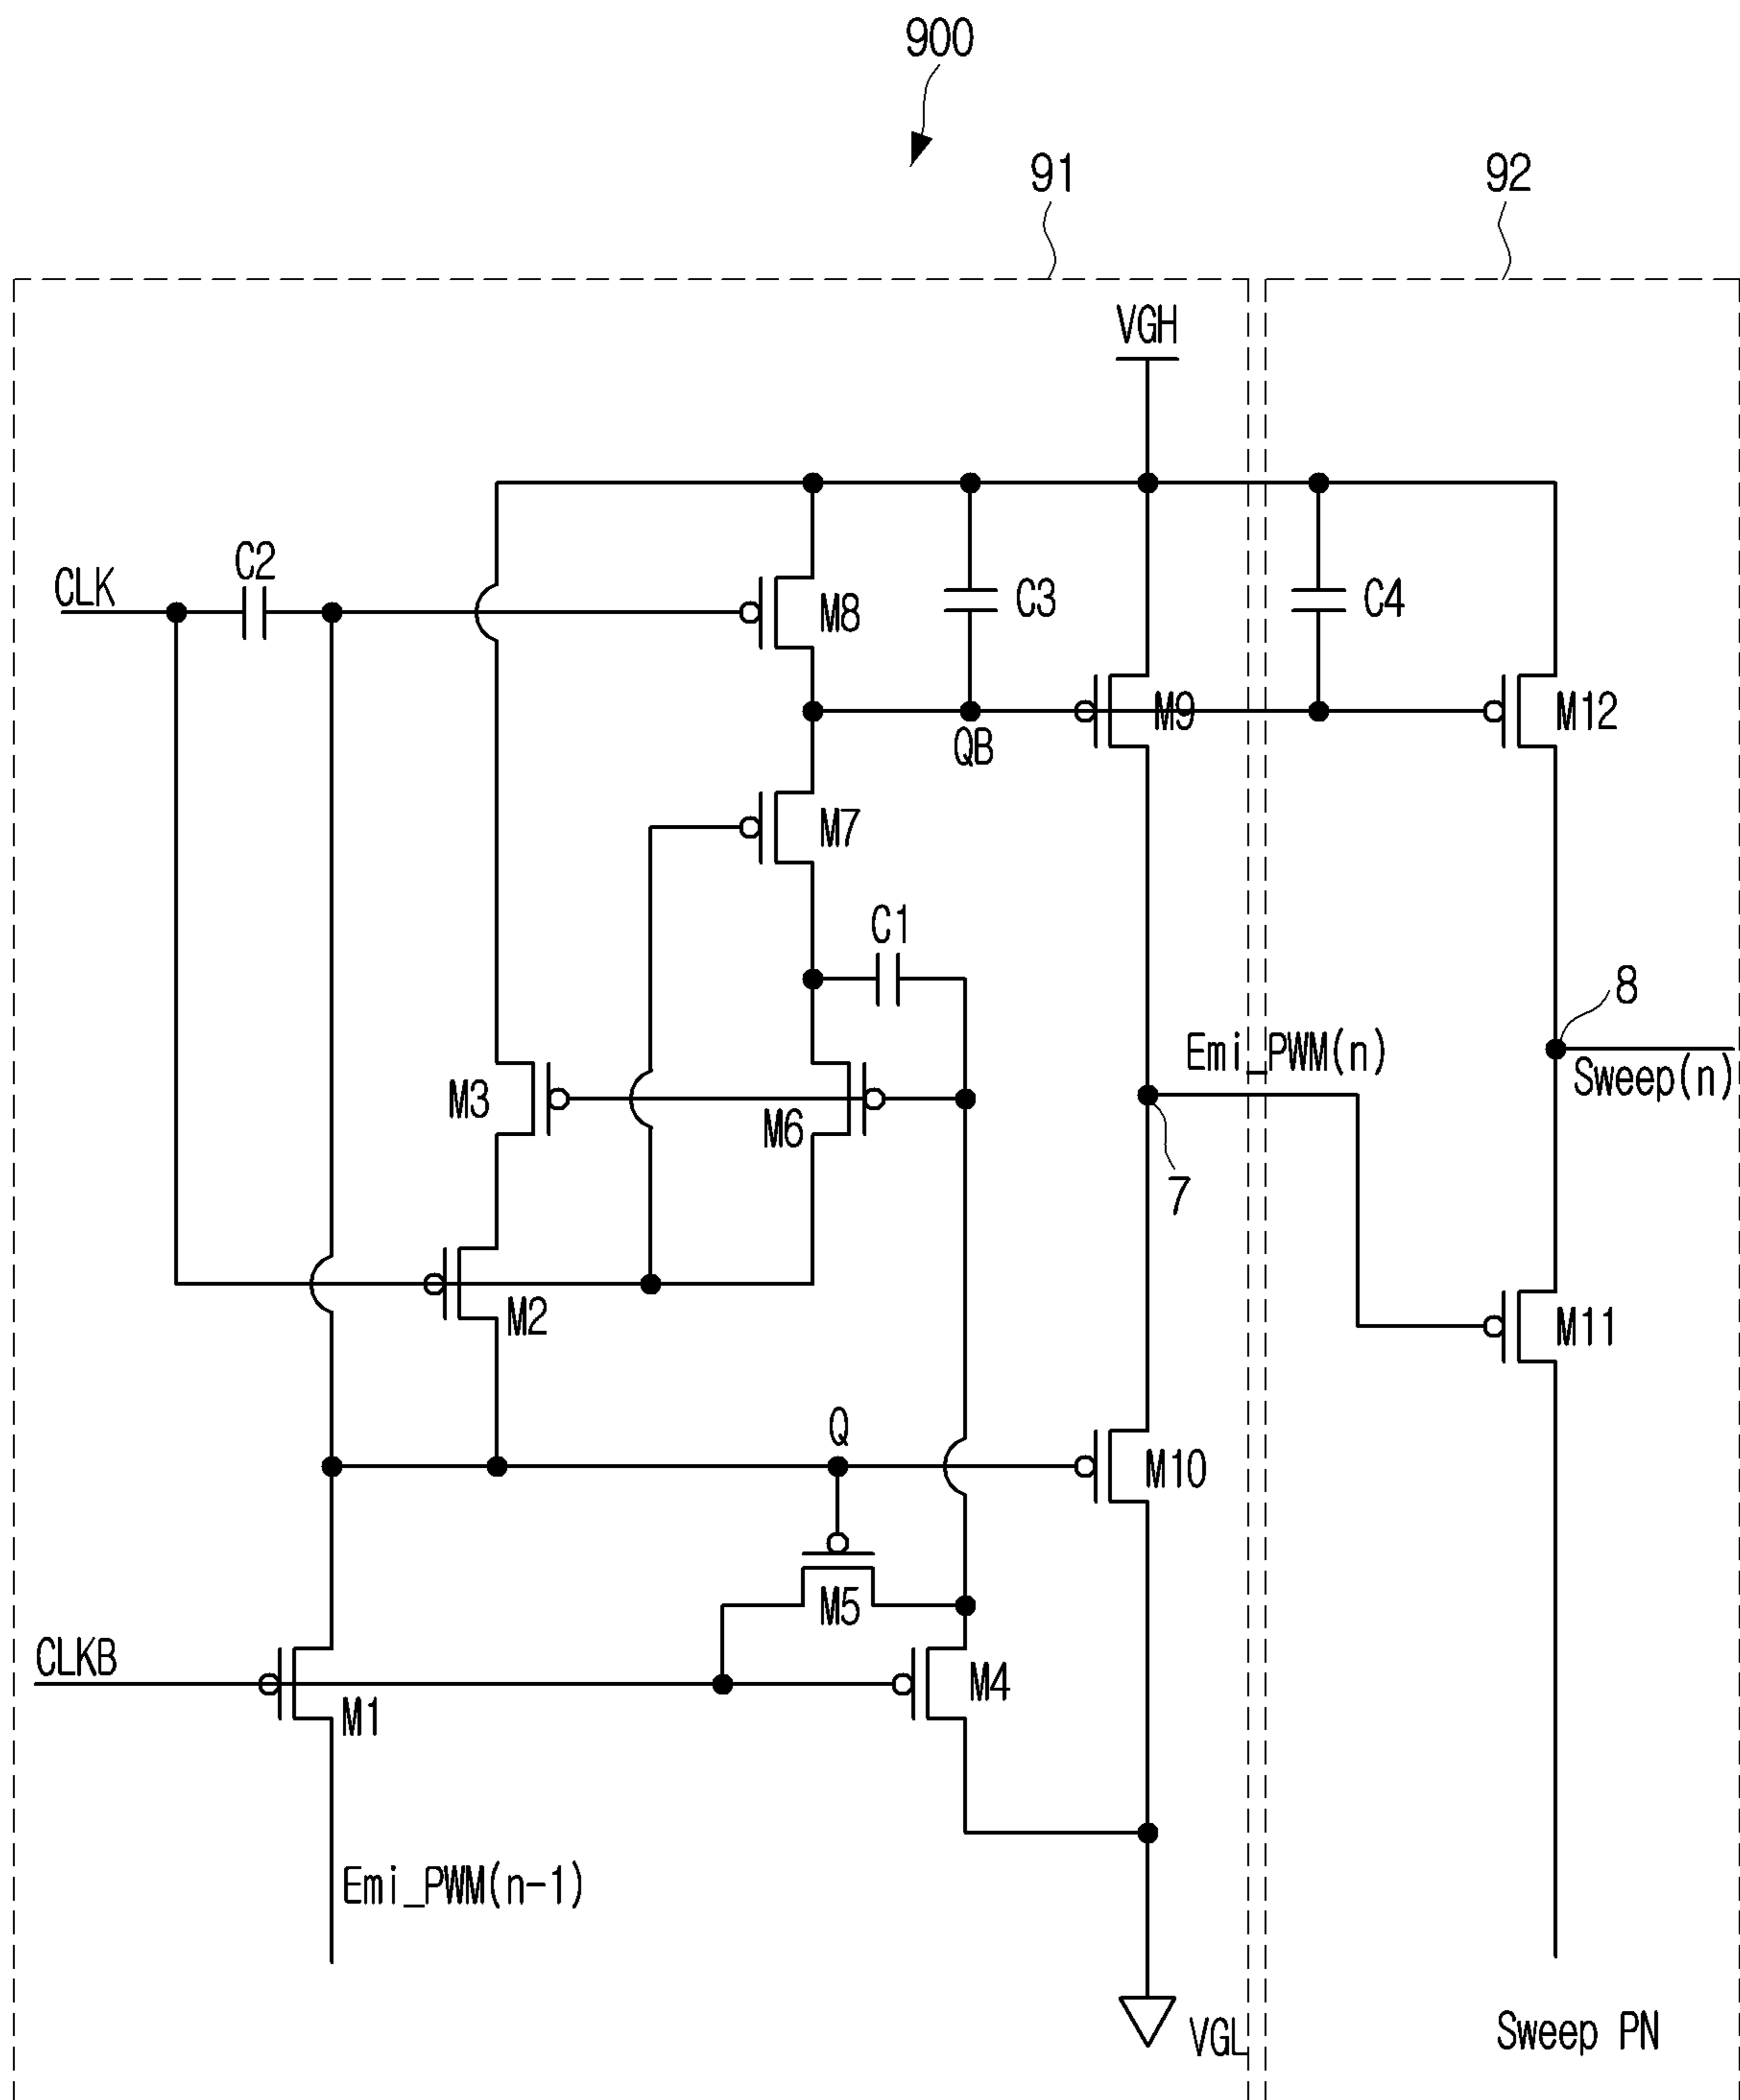 900
91
92
VGH
CLK
C2
M8
C3
C4
M9
M12
QB
M7
C1
8
Emi_PWM(n)
Sweep(n)
M3
M6
7
M2
M11
Q
M10
M5
CLKB
M4
M1
Emi_PWM(n-1)
VGL
Sweep PN